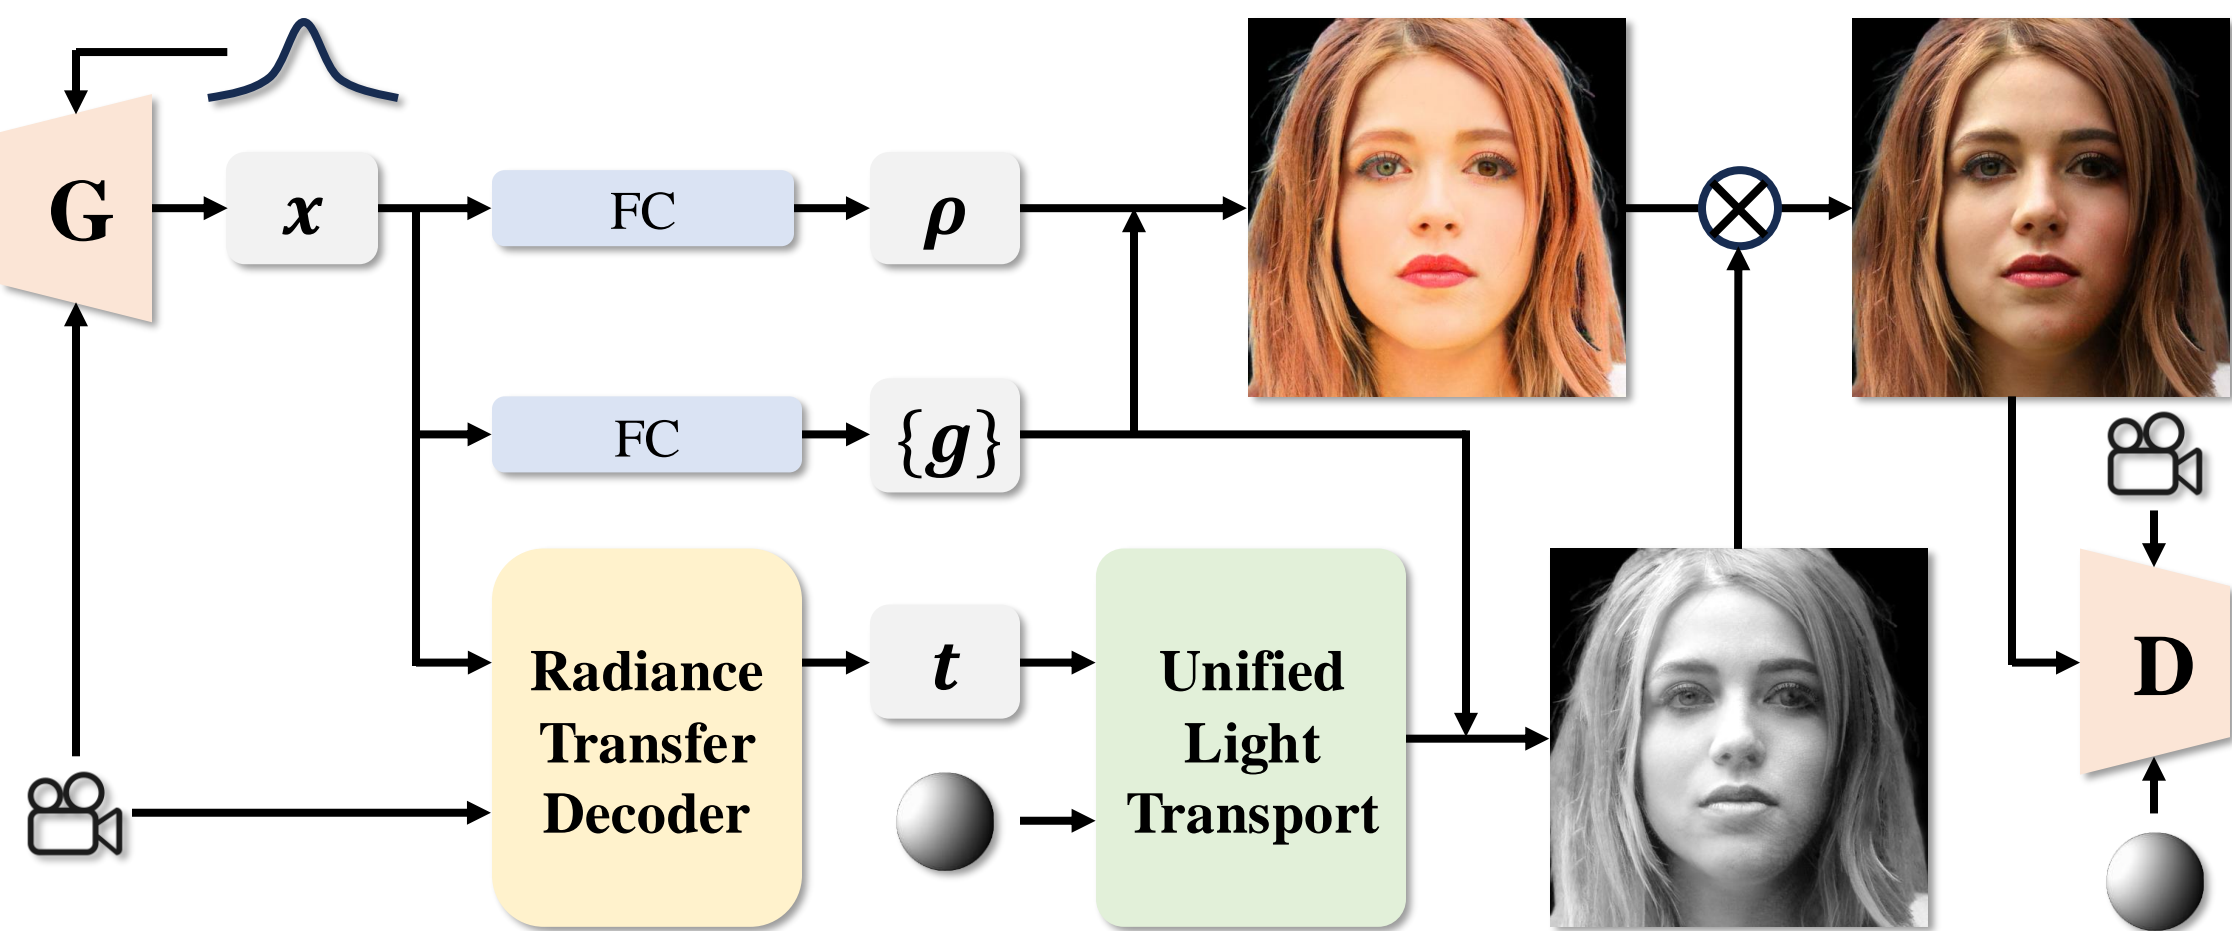 G
x
FC
ρ
FC
{g}
Radiance
Transfer
Decoder
t
Unified
Light
Transport
D